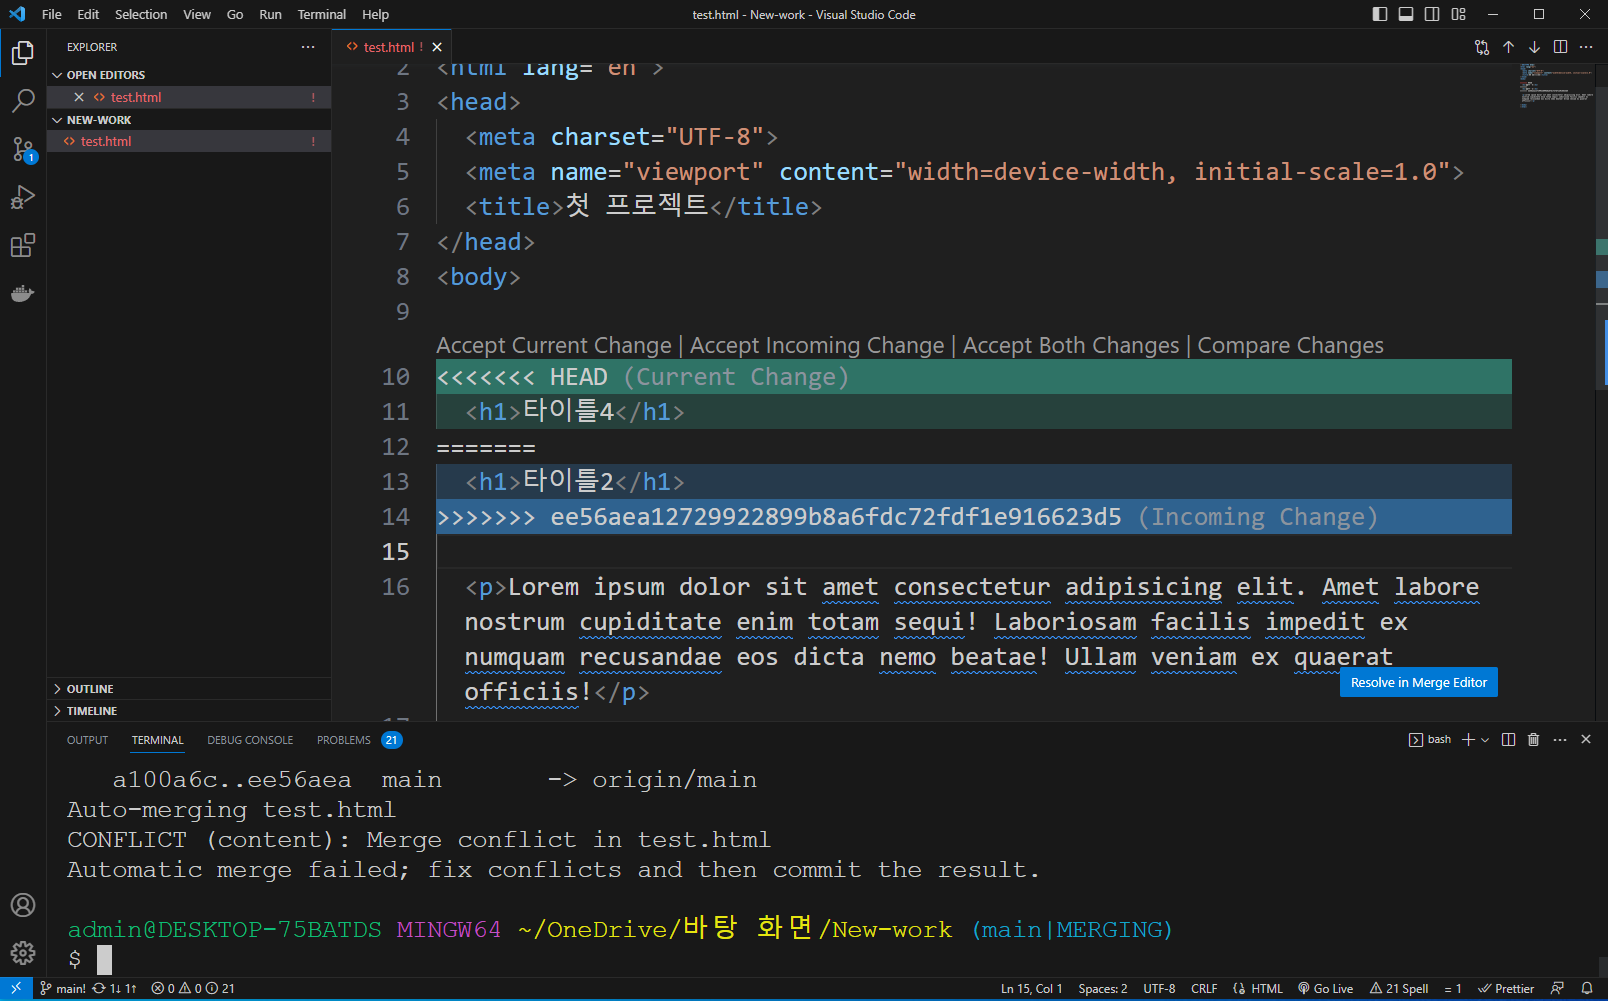 File Edit Selection View Go Run Terminal Help
test.html - New-work - Visual Studio Code
EXPLORER ...
OPEN EDITORS
test.html !
NEW-WORK
test.html !
OUTLINE
TIMELINE
1
test.html !
2 <html lang="en">
3 <head>
4 <meta charset="UTF-8">
5 <meta name="viewport" content="width=device-width, initial-scale=1.0">
6 <title>첫 프로젝트</title>
7 </head>
8 <body>
9
Accept Current Change | Accept Incoming Change | Accept Both Changes | Compare Changes
10 <<<<<<< HEAD (Current Change)
11 <h1>타이틀4</h1>
12 =======
13 <h1>타이틀2</h1>
14 >>>>>>> ee56aea12729922899b8a6fdc72fdf1e916623d5 (Incoming Change)
15
16 <p>Lorem ipsum dolor sit amet consectetur adipisicing elit. Amet labore
nostrum cupiditate enim totam sequi! Laboriosam facilis impedit ex
numquam recusandae eos dicta nemo beatae! Ullam veniam ex quaerat
officiis!</p>
17
Resolve in Merge Editor
OUTPUT TERMINAL DEBUG CONSOLE PROBLEMS 21
bash
a100a6c..ee56aea main -> origin/main
Auto-merging test.html
CONFLICT (content): Merge conflict in test.html
Automatic merge failed; fix conflicts and then commit the result.
admin@DESKTOP-75BATDS MINGW64 ~/OneDrive/바탕 화면/New-work (main|MERGING)
$
main! 1↓ 1↑ 0 0 21
Ln 15, Col 1 Spaces: 2 UTF-8 CRLF HTML Go Live 21 Spell = 1 Prettier